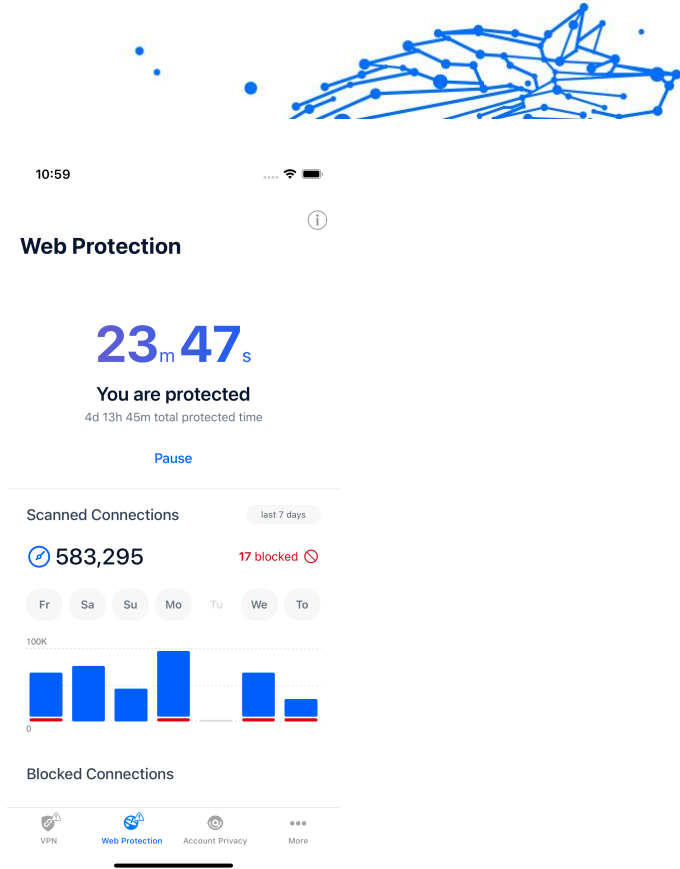 10:59
Web Protection
23m 47s
You are protected
4d 13h 45m total protected time
Pause
Scanned Connections
last 7 days
583,295
17 blocked
Fr Sa Su Mo Tu We To
100K
0
Blocked Connections
VPN Web Protection Account Privacy More